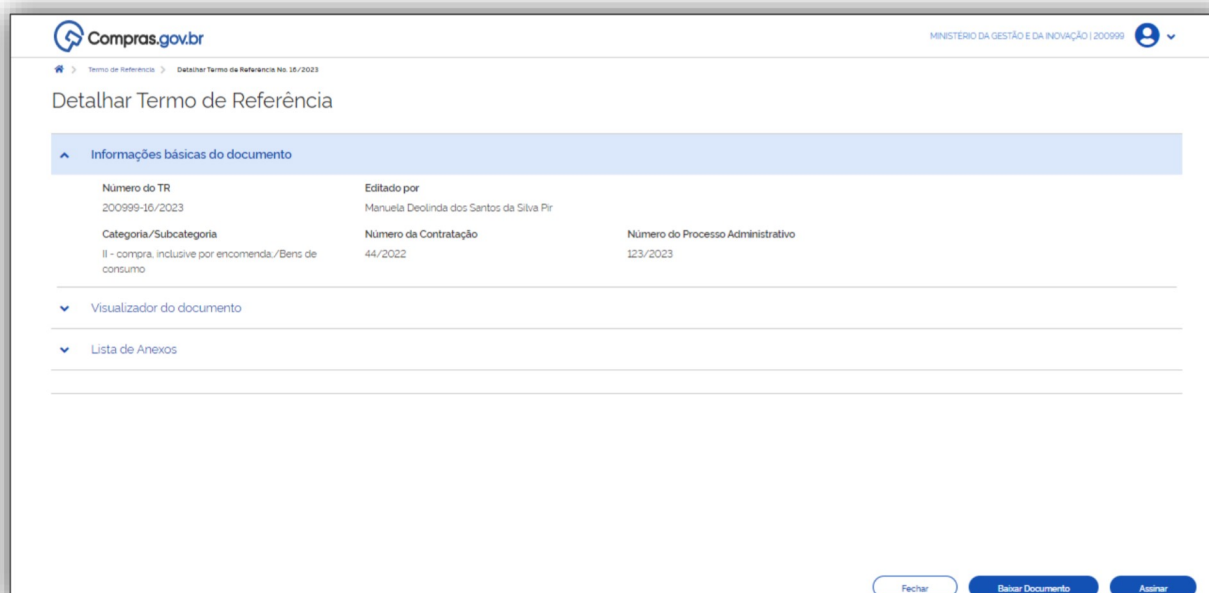 Compras.gov.br
MINISTÉRIO DA GESTÃO E DA INOVAÇÃO | 200999
Termo de Referência > Detalhar Termo de Referência No. 16/2023
Detalhar Termo de Referência
Informações básicas do documento
Número do TR
200999-16/2023
Editado por
Manuela Deolinda dos Santos da Silva Pir
Categoria/Subcategoria
II - compra, inclusive por encomenda;/Bens de
consumo
Número da Contratação
44/2022
Número do Processo Administrativo
123/2023
Visualizador do documento
Lista de Anexos
Fechar
Baixar Documento
Assinar